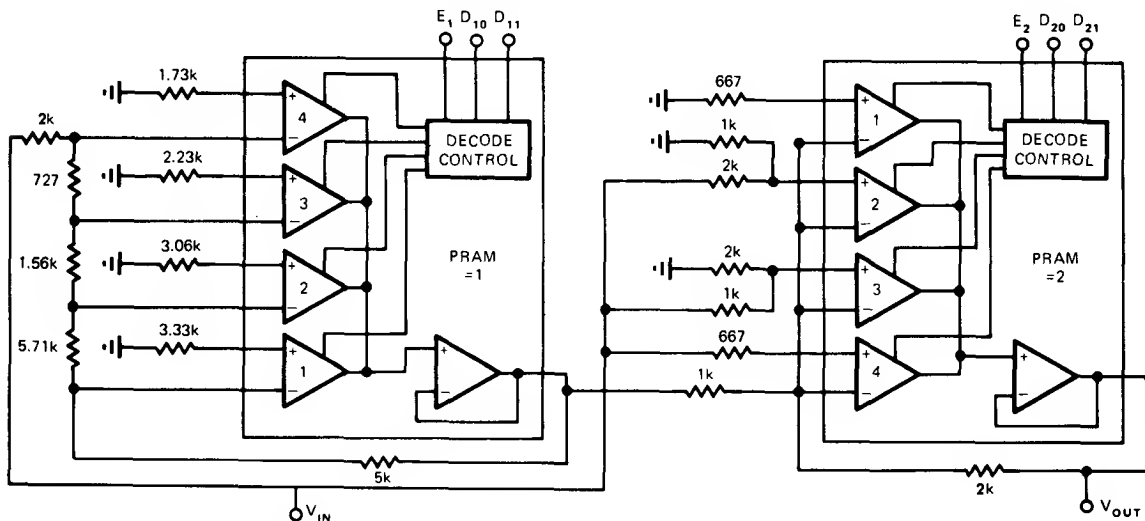 E1 D10 D11
1.73k
4
+
−
DECODE
CONTROL
2k
727
2.23k
3
+
−
1.56k
3.06k
2
+
−
PRAM
=1
5.71k
3.33k
1
+
−
+
−
5k
VIN
E2 D20 D21
667
1
+
−
DECODE
CONTROL
1k
2k
2
+
−
2k
1k
3
+
−
PRAM
=2
667
4
+
−
1k
+
−
2k
VOUT